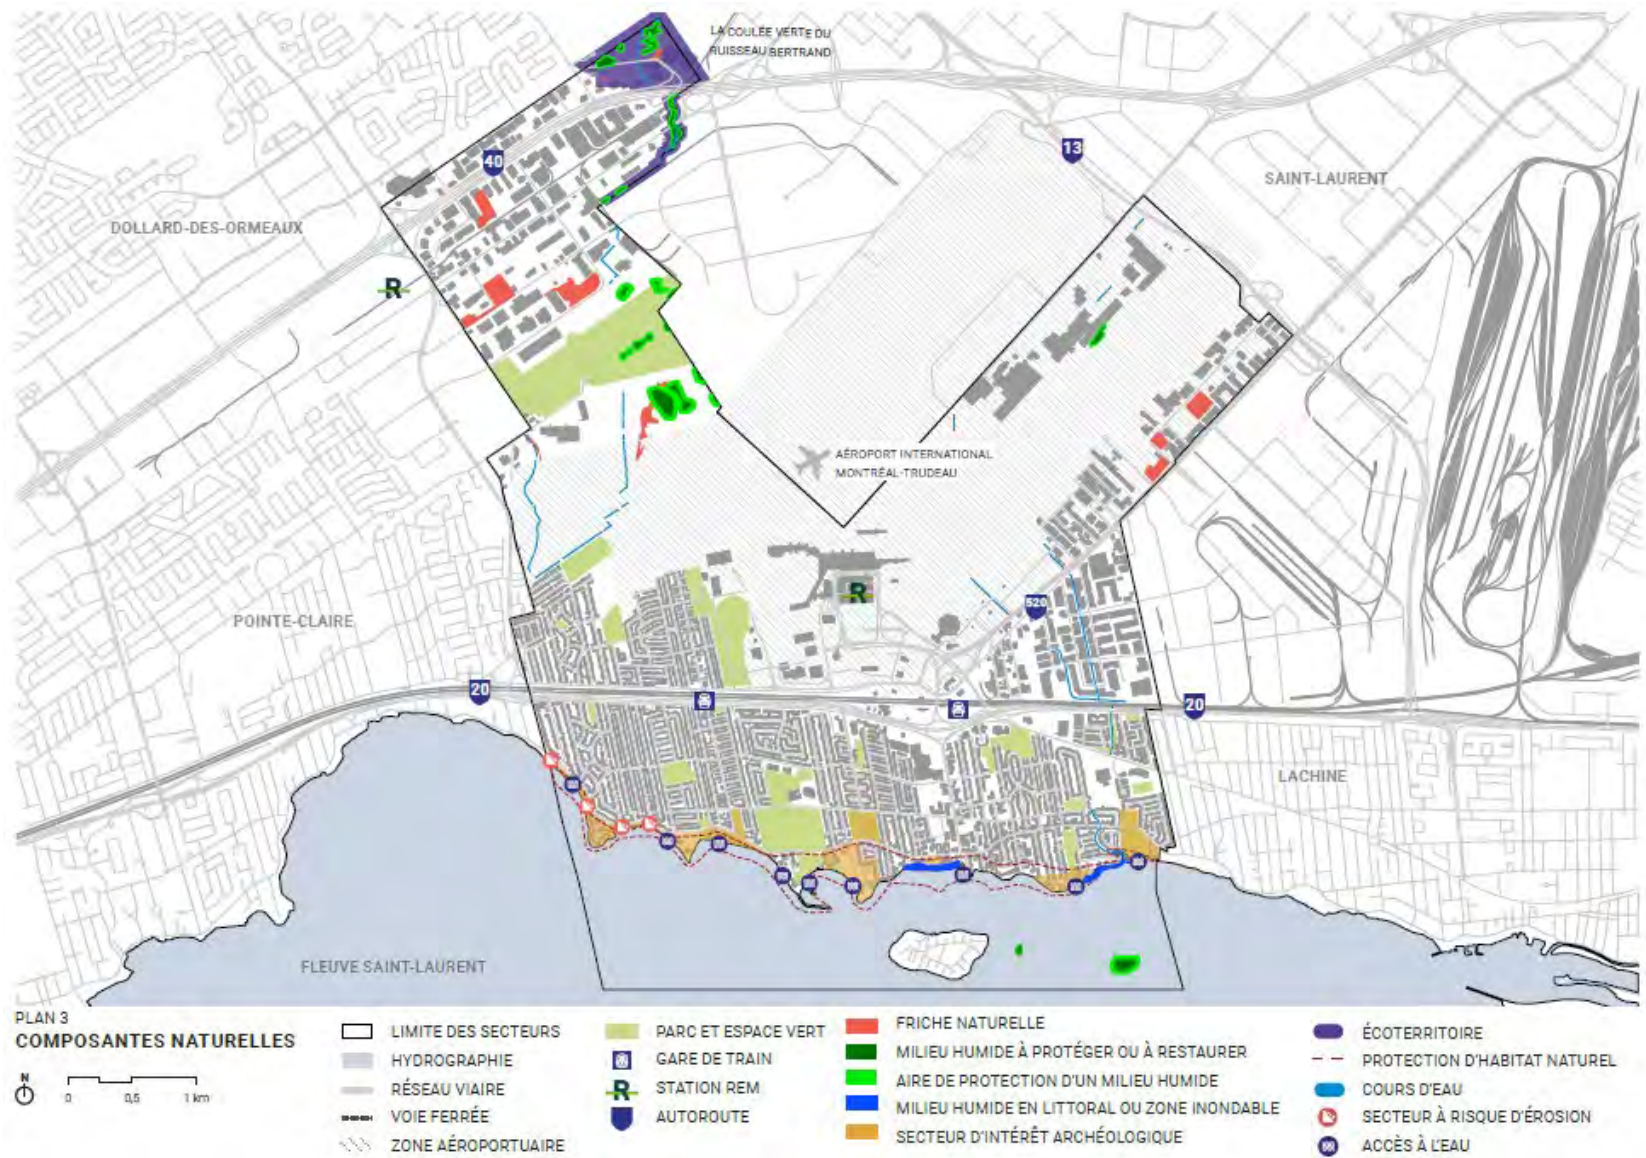 LA COULÉE VERTE DU
RUISSEAU BERTRAND
40
13
SAINT-LAURENT
DOLLARD-DES-ORMEAUX
R
AÉROPORT INTERNATIONAL
MONTRÉAL-TRUDEAU
R
520
POINTE-CLAIRE
20
20
LACHINE
FLEUVE SAINT-LAURENT
PLAN 3
COMPOSANTES NATURELLES
N
0 0,5 1 km
LIMITE DES SECTEURS
HYDROGRAPHIE
RÉSEAU VIAIRE
VOIE FERRÉE
ZONE AÉROPORTUAIRE
PARC ET ESPACE VERT
GARE DE TRAIN
R STATION REM
AUTOROUTE
FRICHE NATURELLE
MILIEU HUMIDE À PROTÉGER OU À RESTAURER
AIRE DE PROTECTION D'UN MILIEU HUMIDE
MILIEU HUMIDE EN LITTORAL OU ZONE INONDABLE
SECTEUR D'INTÉRÊT ARCHÉOLOGIQUE
ÉCOTERRITOIRE
PROTECTION D'HABITAT NATUREL
COURS D'EAU
SECTEUR À RISQUE D'ÉROSION
ACCÈS À L'EAU